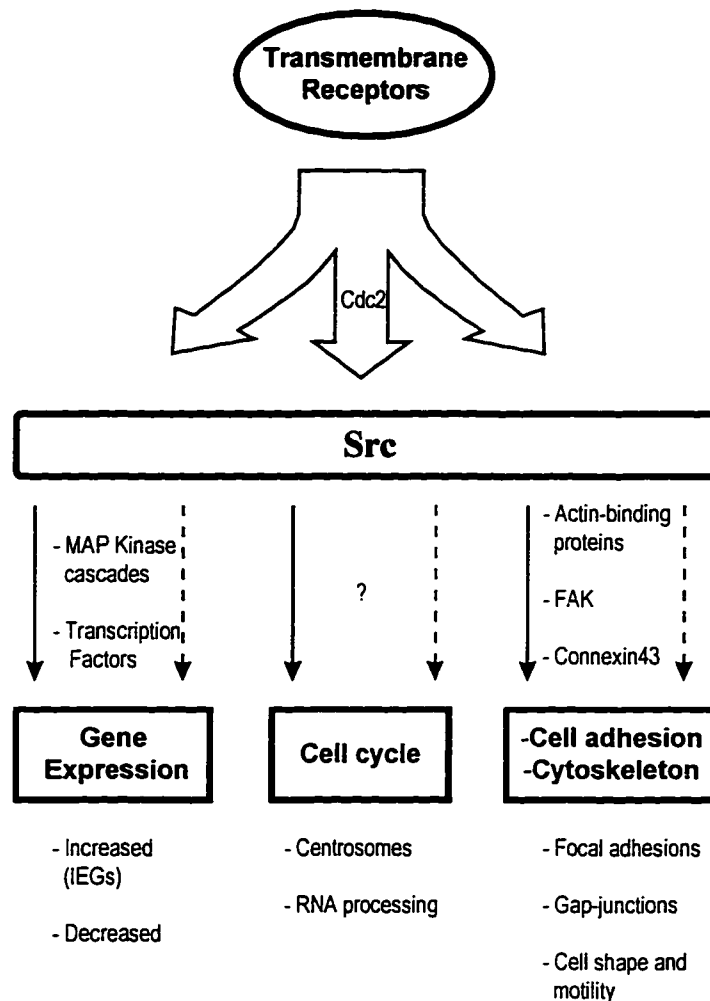 Transmembrane
Receptors
Cdc2
Src
- MAP Kinase
cascades
- Transcription
Factors
?
- Actin-binding
proteins
- FAK
- Connexin43
Gene
Expression
Cell cycle
-Cell adhesion
-Cytoskeleton
- Increased
(IEGs)
- Decreased
- Centrosomes
- RNA processing
- Focal adhesions
- Gap-junctions
- Cell shape and
motility